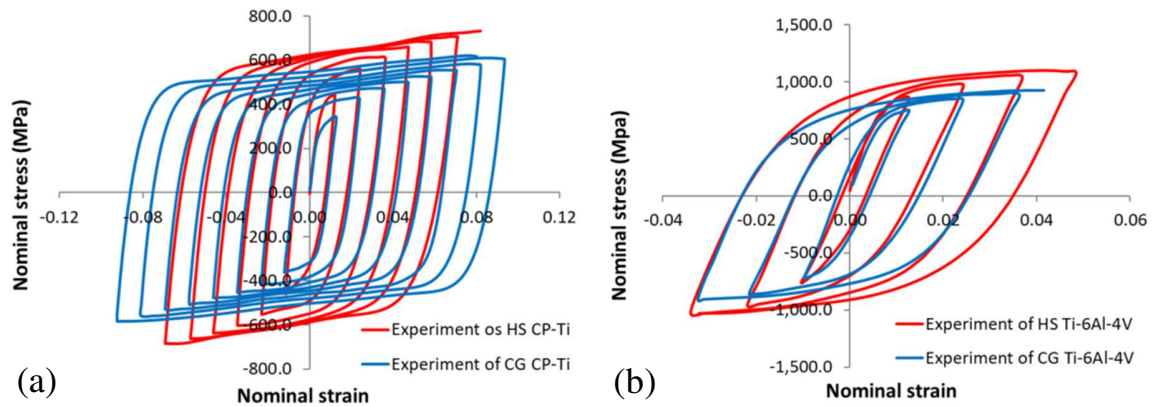 800.0
600.0
400.0
200.0
0.0
-200.0
-400.0
-600.0
-800.0
-0.12
-0.08
-0.04
0.00
0.04
0.08
0.12
Nominal stress (MPa)
Nominal strain
Experiment os HS CP-Ti
Experiment of CG CP-Ti
(a)
1,500.0
1,000.0
500.0
0.0
-500.0
-1,000.0
-1,500.0
-0.04
-0.02
0.00
0.02
0.04
0.06
Nominal stress (Mpa)
Nominal strain
Experiment of HS Ti-6Al-4V
Experiment of CG Ti-6Al-4V
(b)